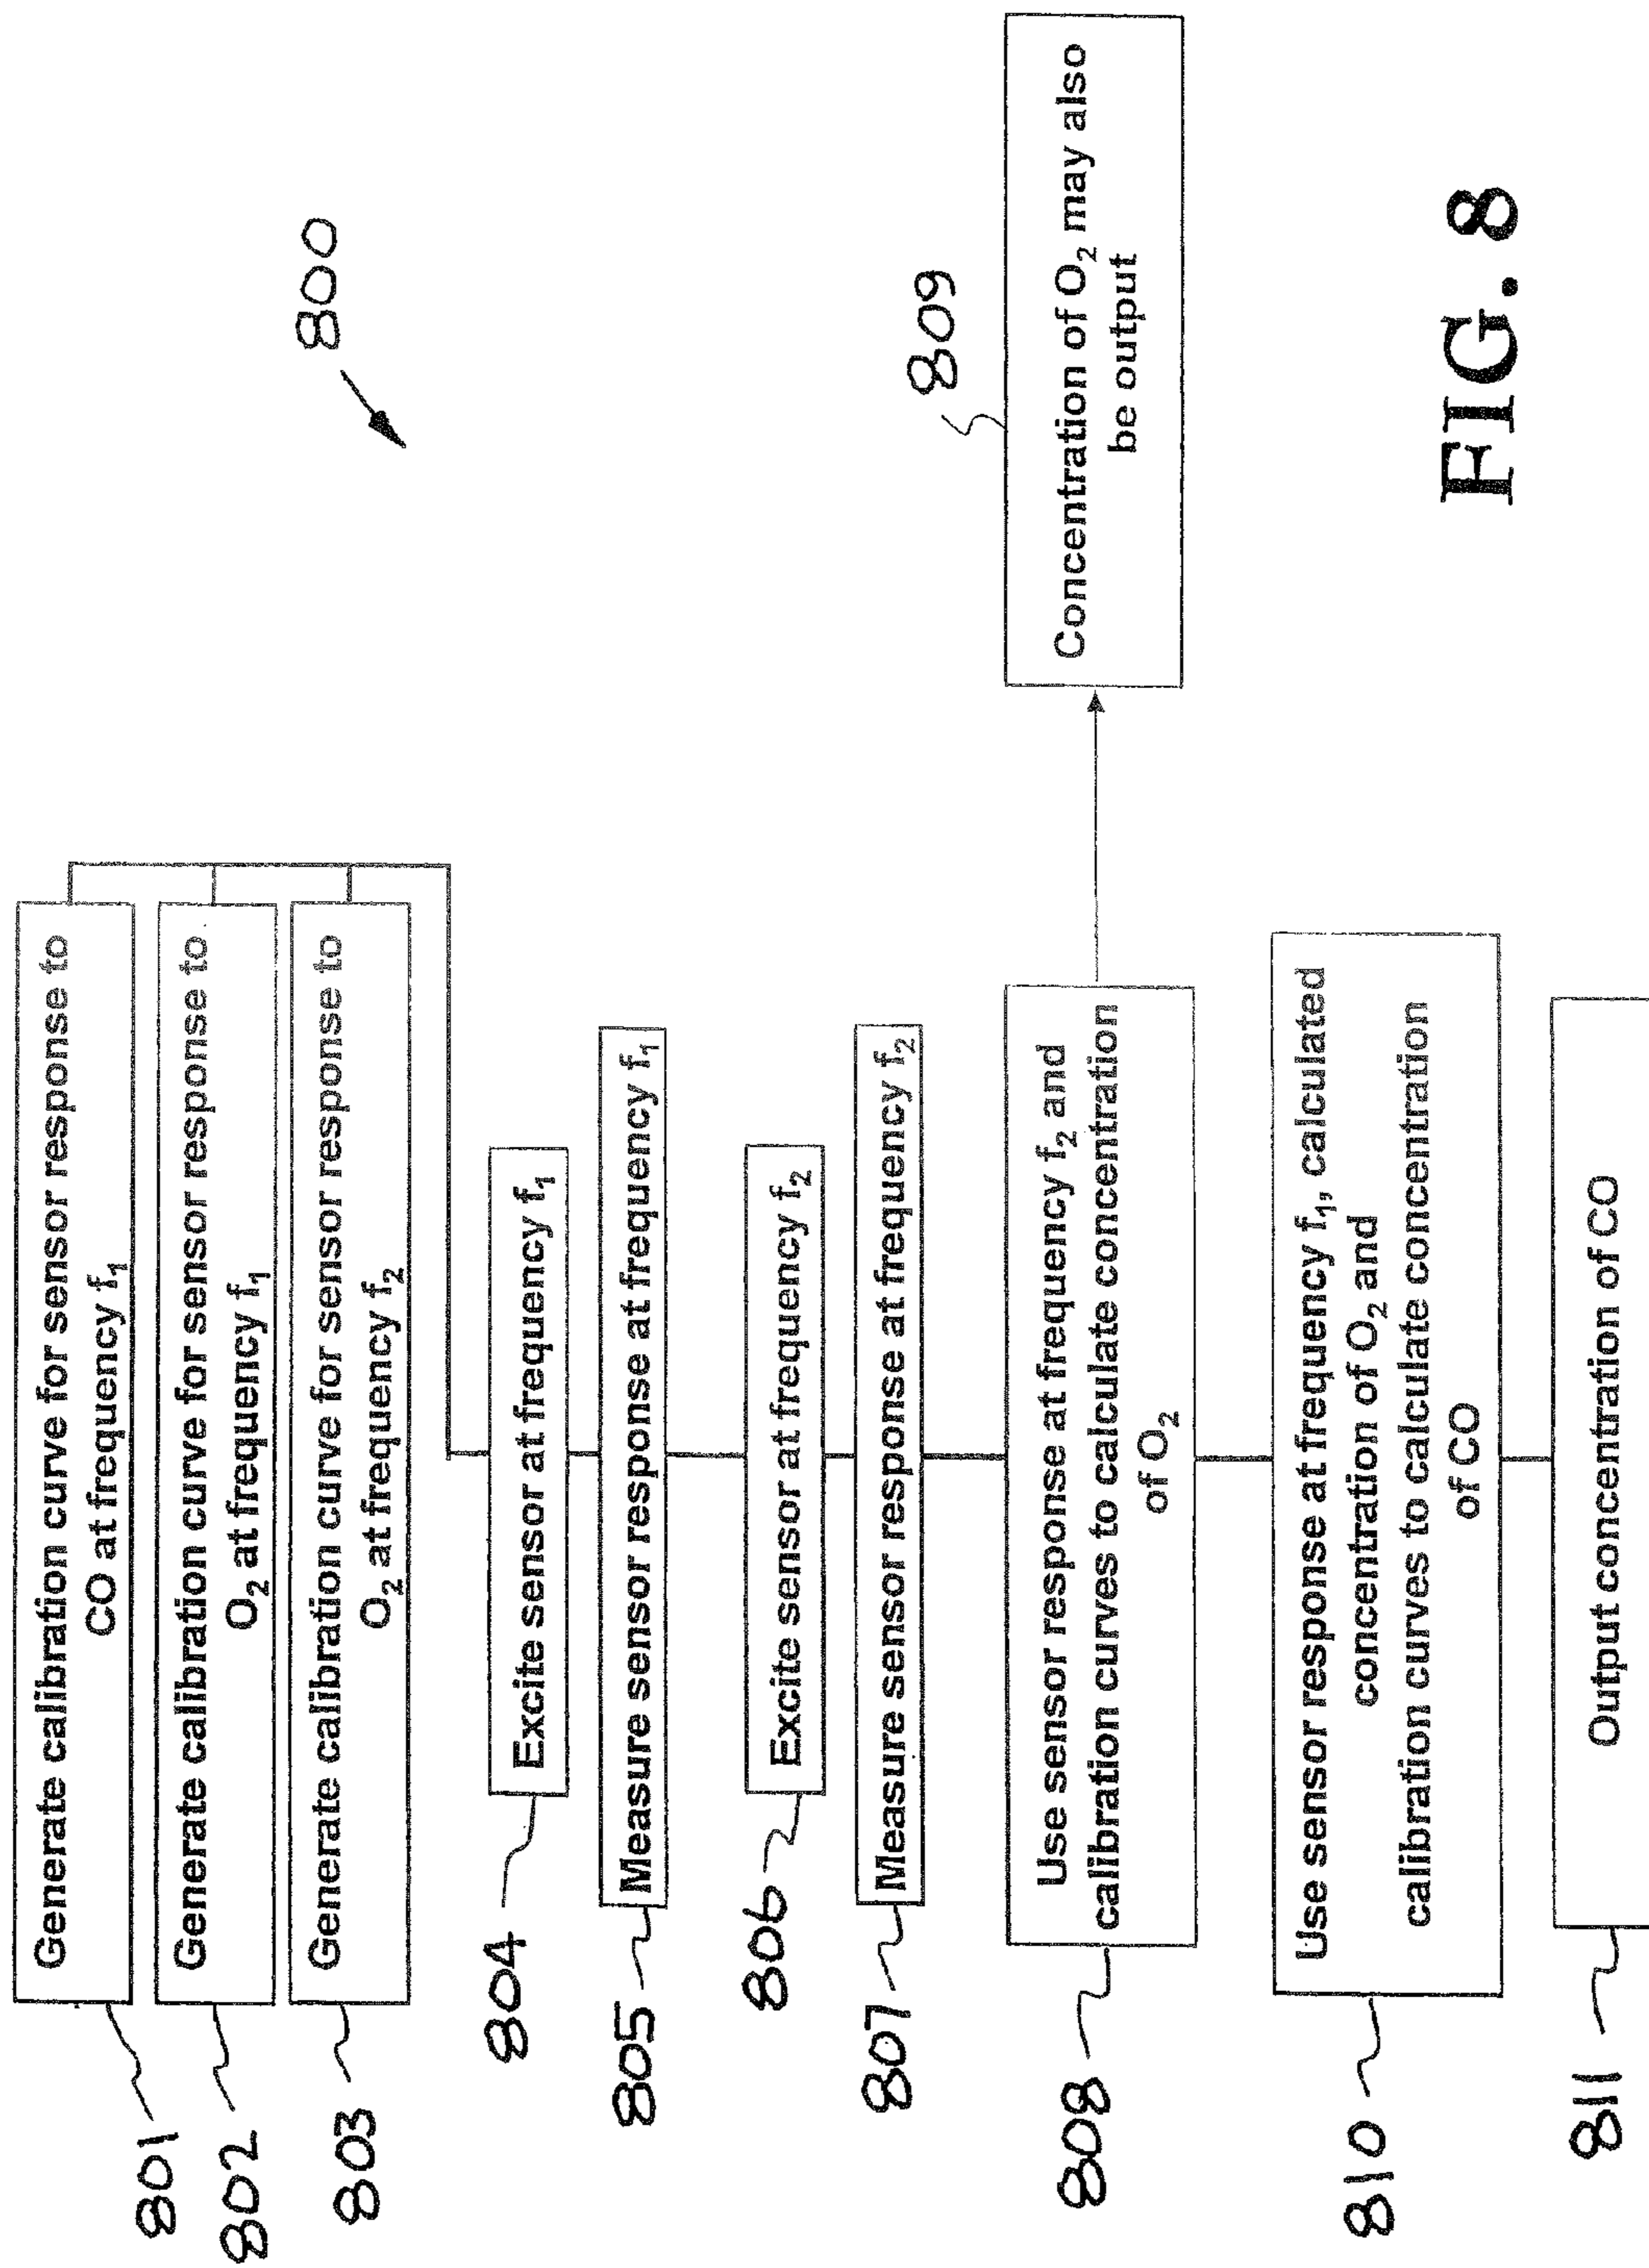 800
801
Generate calibration curve for sensor response to
CO at frequency f₁
802
Generate calibration curve for sensor response to
O₂ at frequency f₁
803
Generate calibration curve for sensor response to
O₂ at frequency f₂
804
Excite sensor at frequency f₁
805
Measure sensor response at frequency f₁
806
Excite sensor at frequency f₂
807
Measure sensor response at frequency f₂
808
Use sensor response at frequency f₂ and
calibration curves to calculate concentration
of O₂
809
Concentration of O₂ may also
be output
810
Use sensor response at frequency f₁, calculated
concentration of O₂ and
calibration curves to calculate concentration
of CO
811
Output concentration of CO
FIG. 8